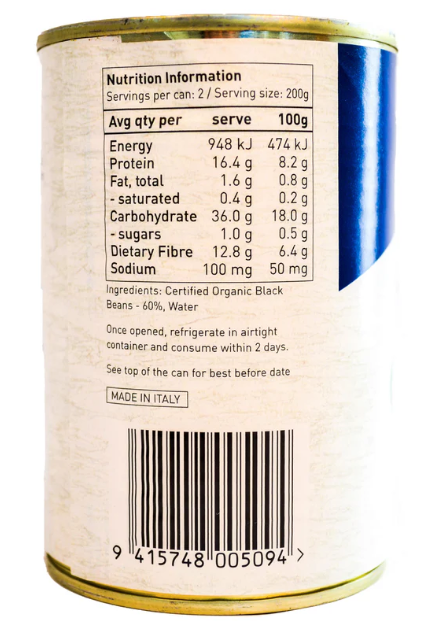 Nutrition Information
Servings per can: 2 / Serving size: 200g
Avg qty per serve 100g
Energy 948 kJ 474 kJ
Protein 16.4 g 8.2 g
Fat, total 1.6 g 0.8 g
- saturated 0.4 g 0.2 g
Carbohydrate 36.0 g 18.0 g
- sugars 1.0 g 0.5 g
Dietary Fibre 12.8 g 6.4 g
Sodium 100 mg 50 mg
Ingredients: Certified Organic Black
Beans - 60%, Water
Once opened, refrigerate in airtight
container and consume within 2 days.
See top of the can for best before date
MADE IN ITALY
9 415748 005094 >